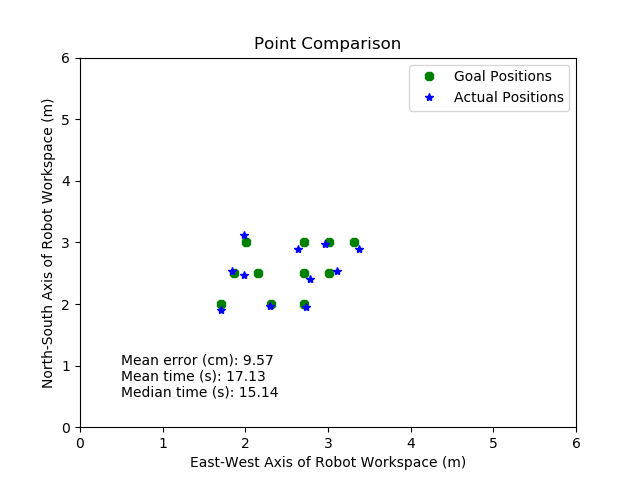 Point Comparison
Goal Positions
Actual Positions
6
5
4
3
2
1
0
North-South Axis of Robot Workspace (m)
Mean error (cm): 9.57
Mean time (s): 17.13
Median time (s): 15.14
0 1 2 3 4 5 6
East-West Axis of Robot Workspace (m)